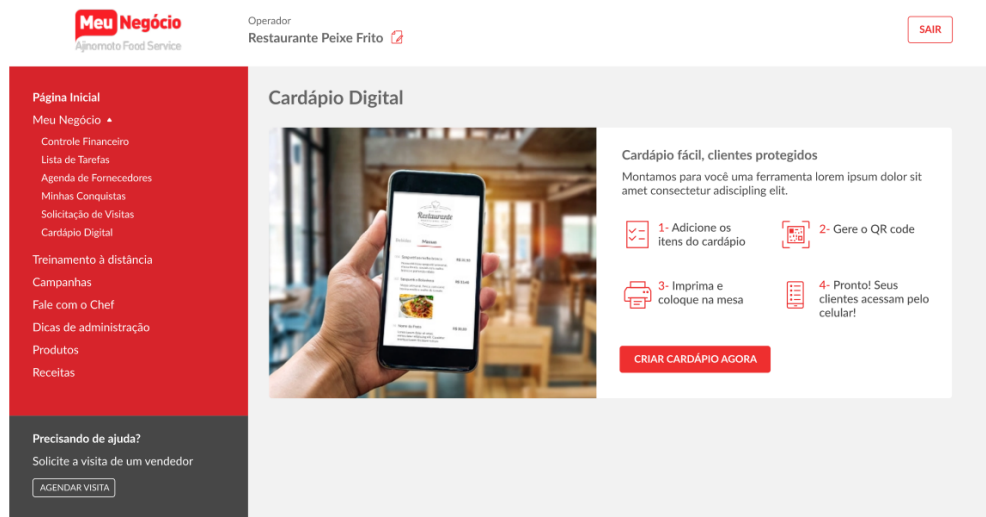 Meu Negócio
Ajinomoto Food Service
Operador
Restaurante Peixe Frito
SAIR
Página Inicial
Meu Negócio
Controle Financeiro
Lista de Tarefas
Agenda de Fornecedores
Minhas Conquistas
Solicitação de Visitas
Cardápio Digital
Treinamento à distância
Campanhas
Fale com o Chef
Dicas de administração
Produtos
Receitas
Precisando de ajuda?
Solicite a visita de um vendedor
AGENDAR VISITA
Cardápio Digital
Restaurante
Cardápio fácil, clientes protegidos
Montamos para você uma ferramenta lorem ipsum dolor sit
amet consectetur adiscipling elit.
1- Adicione os
itens do cardápio
2- Gere o QR code
3- Imprima e
coloque na mesa
4- Pronto! Seus
clientes acessam pelo
celular!
CRIAR CARDÁPIO AGORA